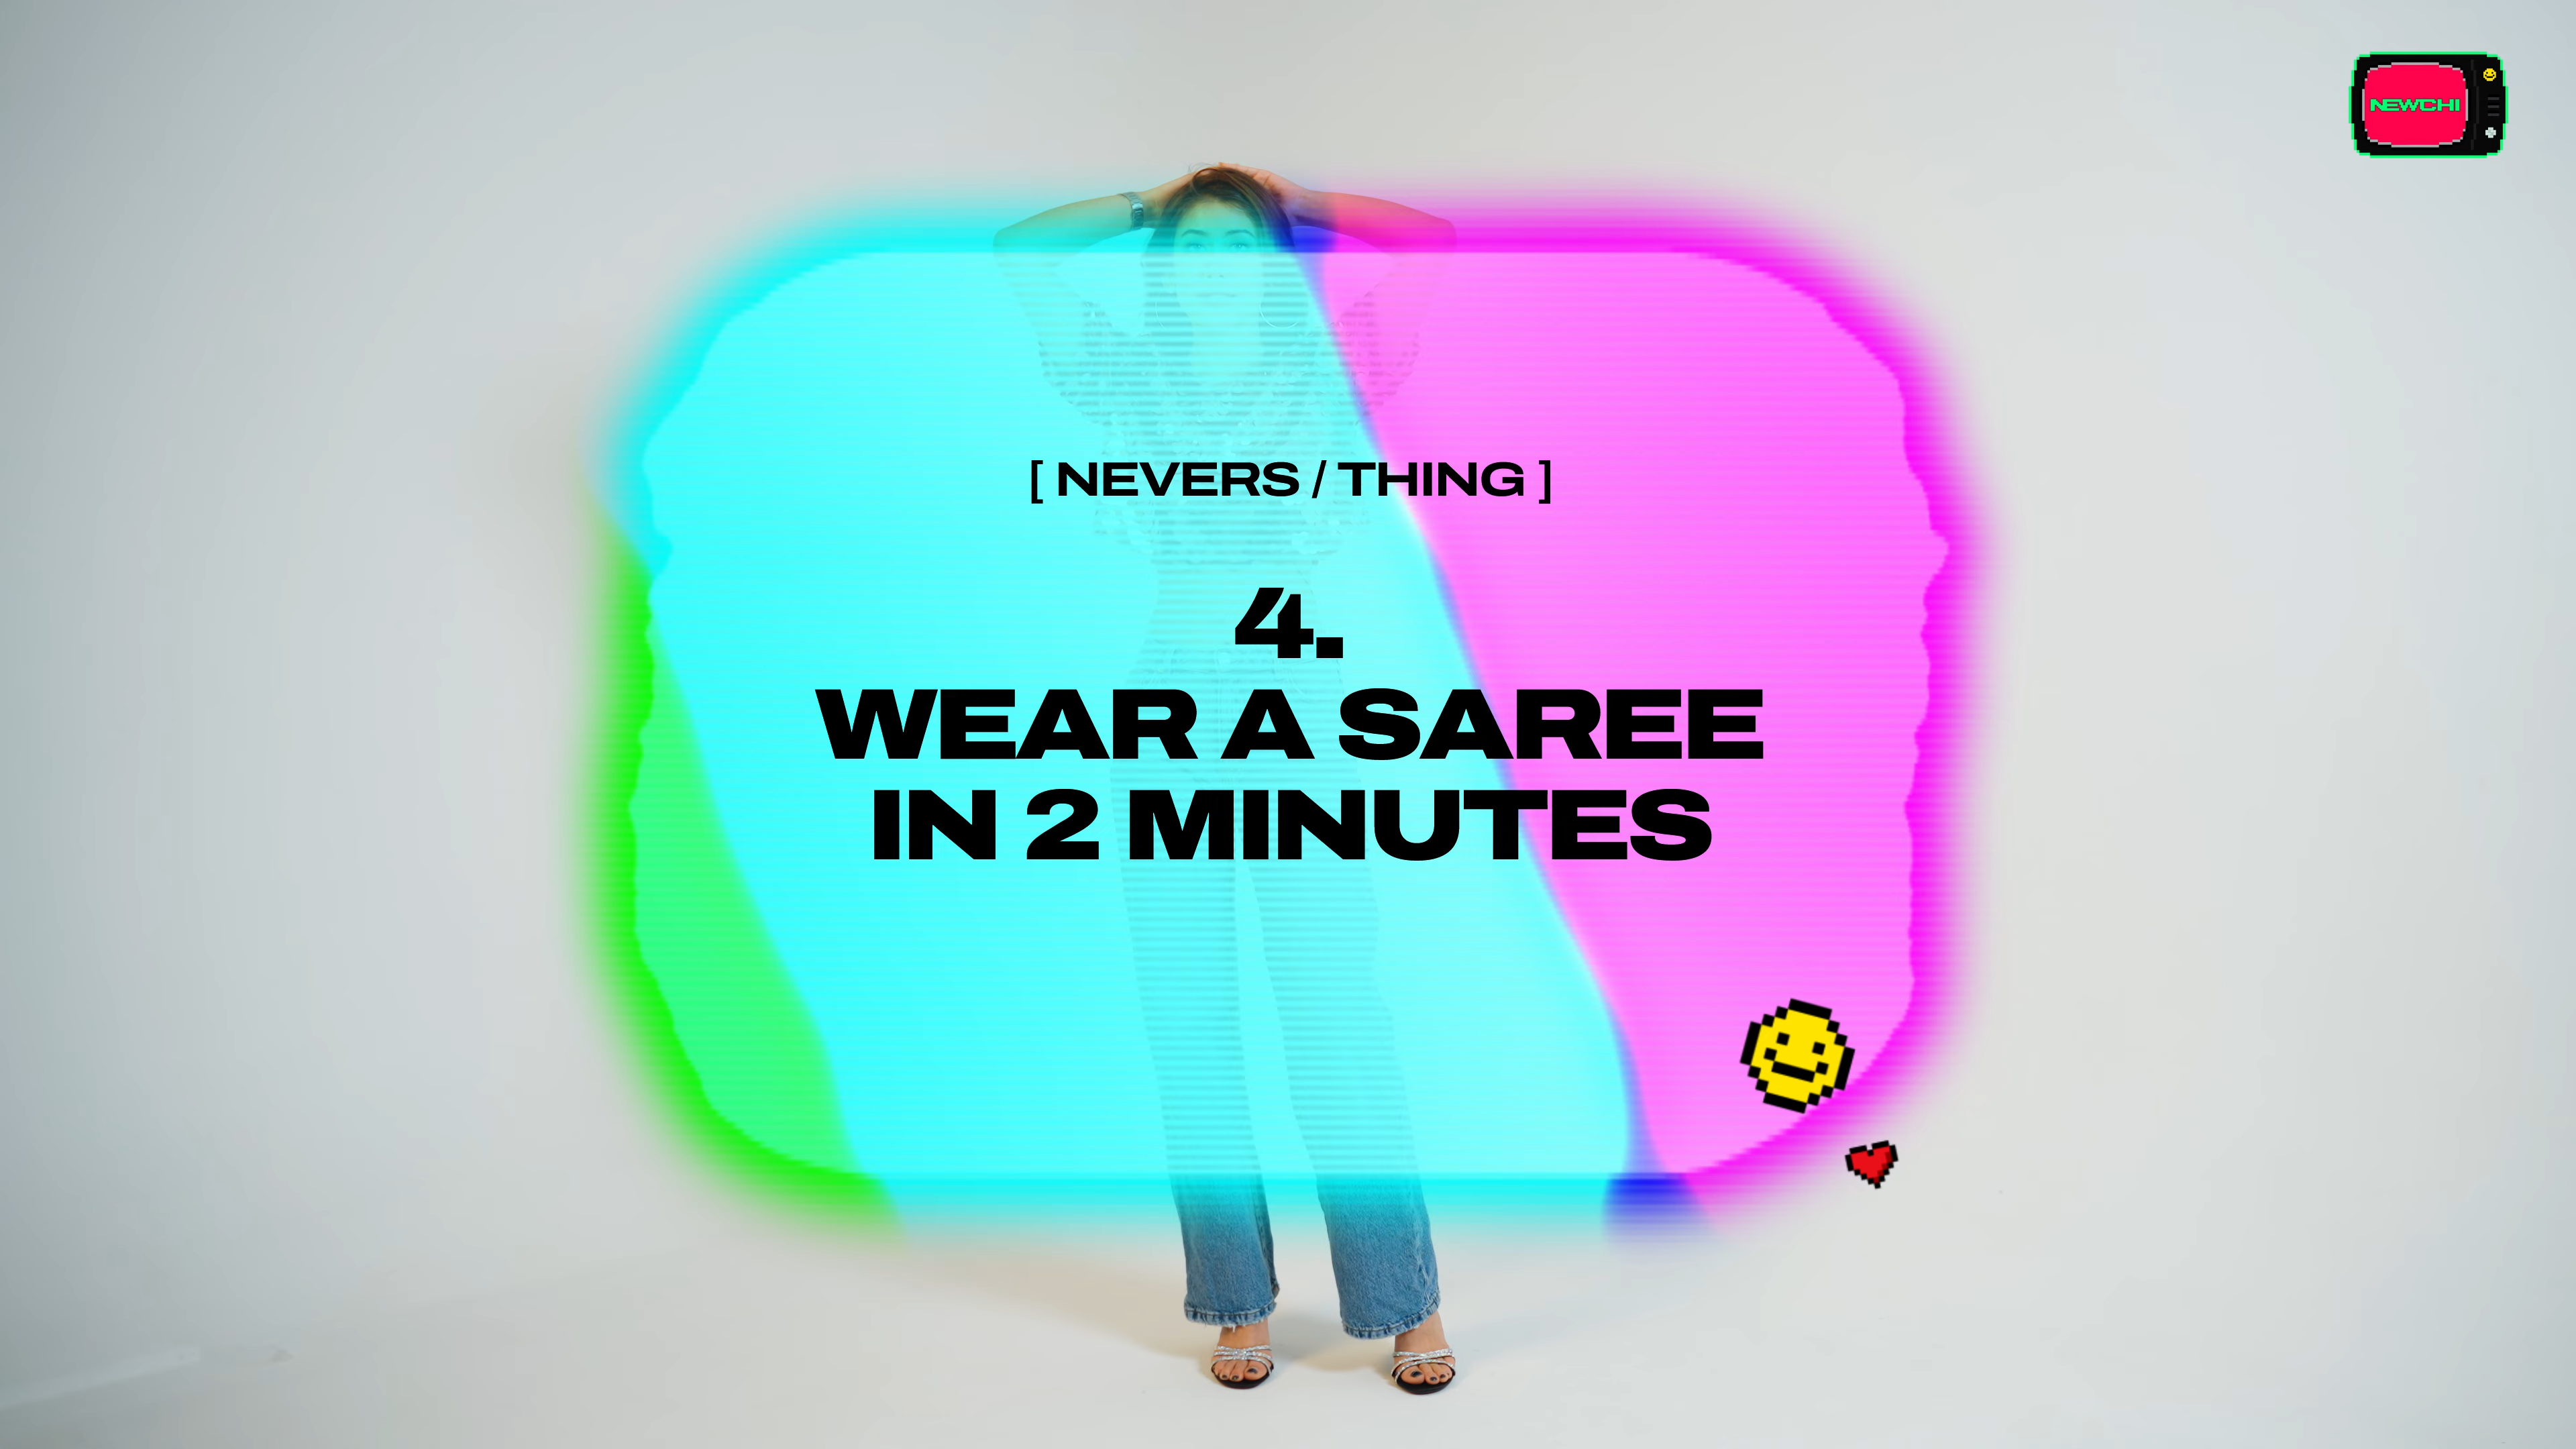 NEWCHI
[ NEVERS / THING ]
4.
WEAR A SAREE
IN 2 MINUTES